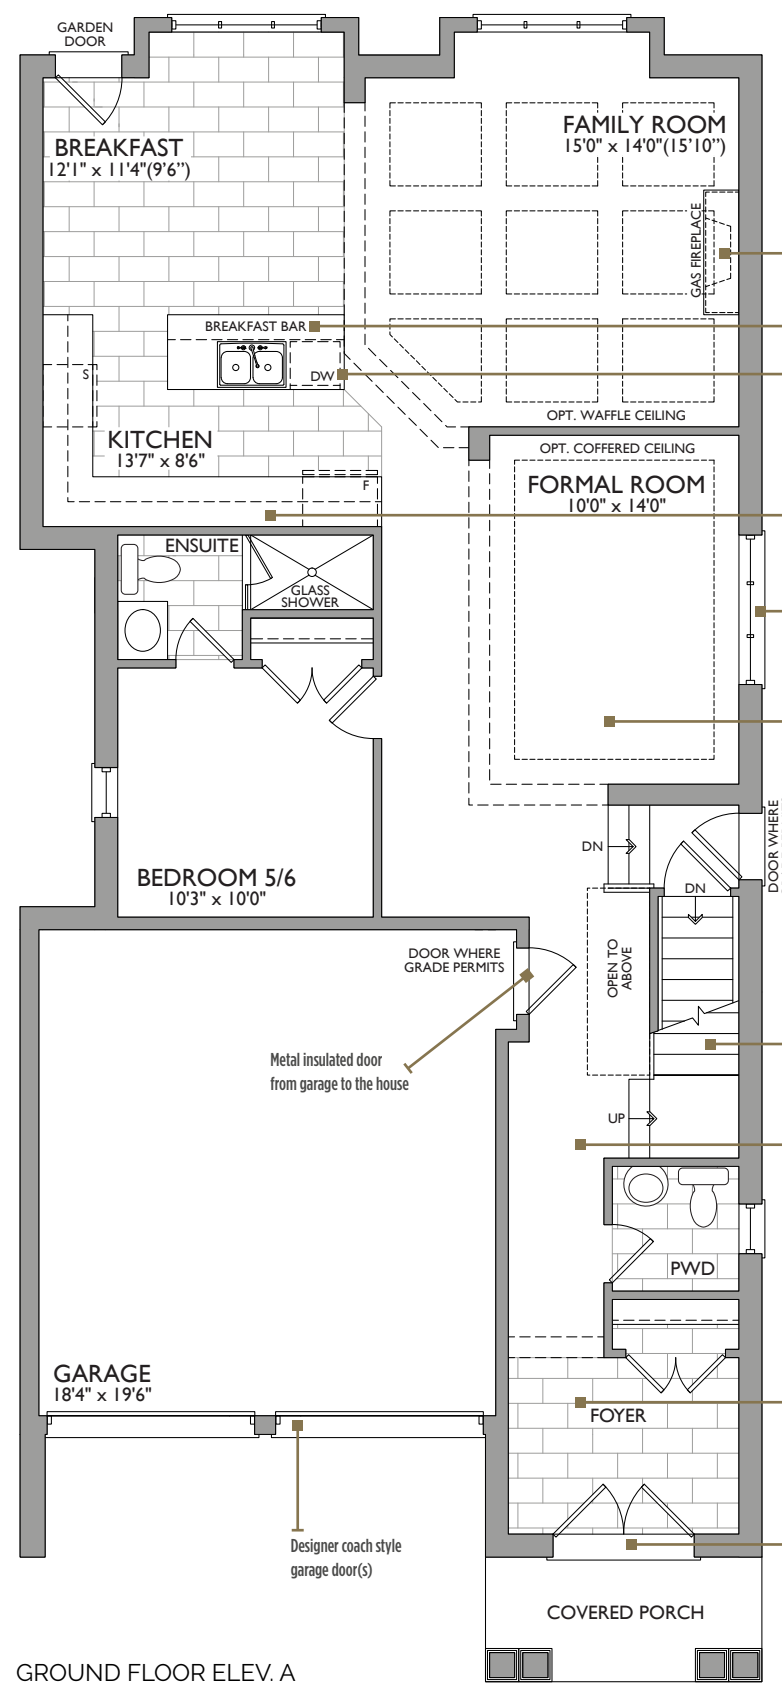 GARDEN
DOOR
BREAKFAST
12'1" x 11'4"(9'6")
FAMILY ROOM
15'0" x 14'0"(15'10")
GAS FIREPLACE
BREAKFAST BAR
DW
S
OPT. WAFFLE CEILING
KITCHEN
13'7" x 8'6"
F
OPT. COFFERED CEILING
FORMAL ROOM
10'0" x 14'0"
ENSUITE
GLASS
SHOWER
DN
DOOR WHERE
DN
BEDROOM 5/6
10'3" x 10'0"
OPEN TO
ABOVE
DOOR WHERE
GRADE PERMITS
Metal insulated door
from garage to the house
UP
PWD
GARAGE
18'4" x 19'6"
FOYER
Designer coach style
garage door(s)
COVERED PORCH
GROUND FLOOR ELEV. A